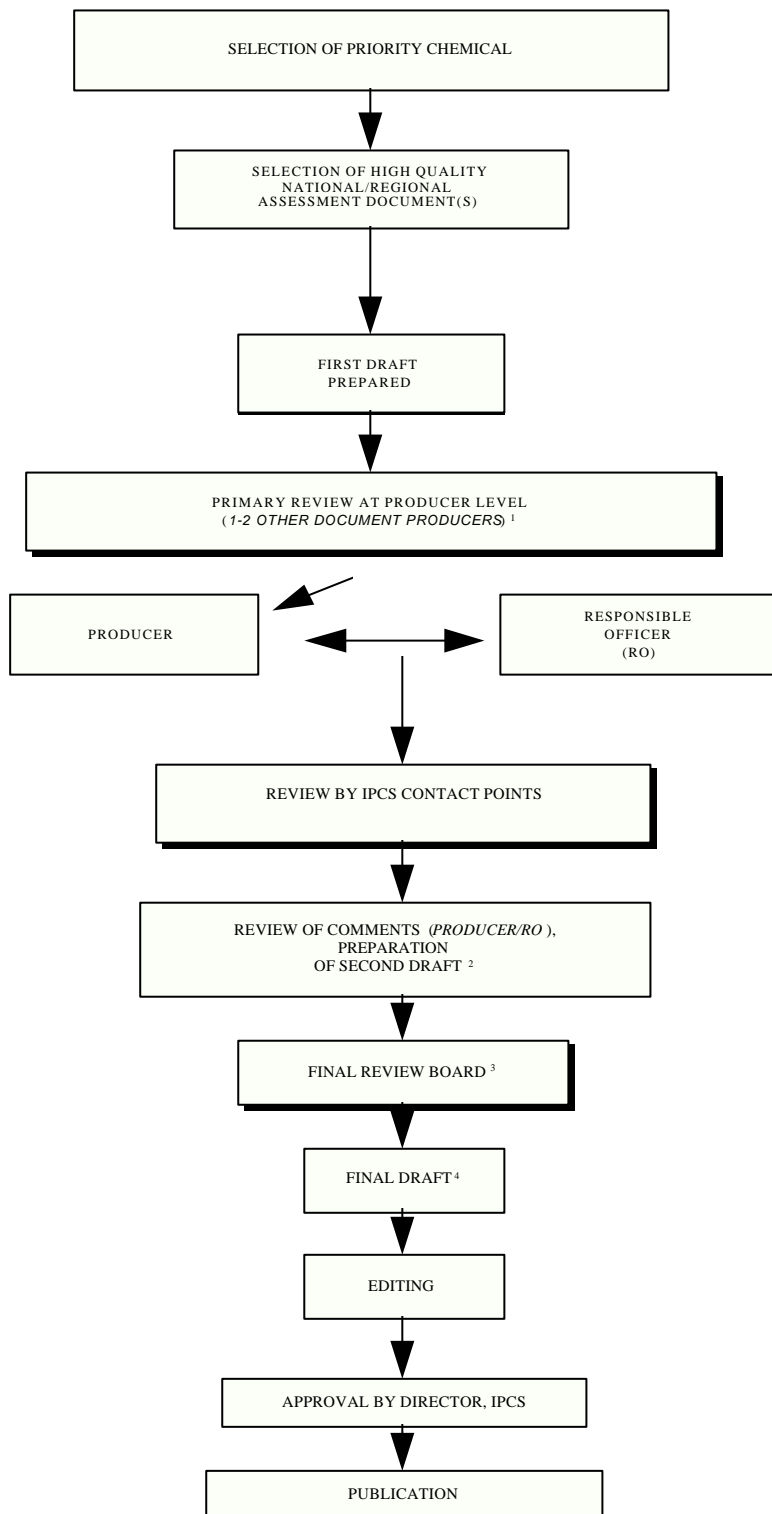 SELECTION OF PRIORITY CHEMICAL
SELECTION OF HIGH QUALITY
NATIONAL/REGIONAL
ASSESSMENT DOCUMENT(S)
FIRST DRAFT
PREPARED
PRIMARY REVIEW AT PRODUCER LEVEL
(1-2 OTHER DOCUMENT PRODUCERS) 1
PRODUCER
RESPONSIBLE
OFFICER
(RO)
REVIEW BY IPCS CONTACT POINTS
REVIEW OF COMMENTS (PRODUCER/RO),
PREPARATION
OF SECOND DRAFT 2
FINAL REVIEW BOARD 3
FINAL DRAFT 4
EDITING
APPROVAL BY DIRECTOR, IPCS
PUBLICATION